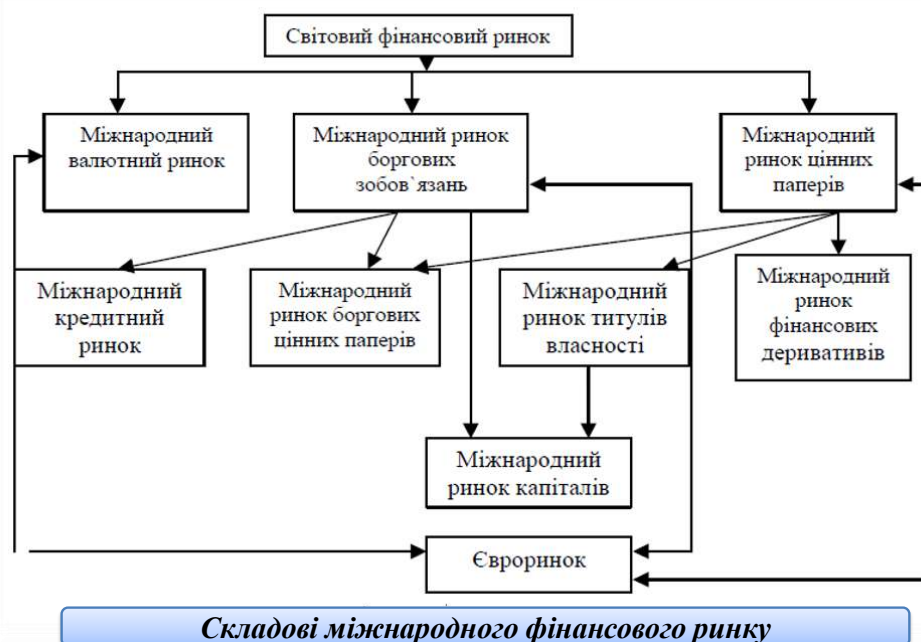 Світовий фінансовий ринок
Міжнародний
валютний ринок
Міжнародний ринок
боргових
зобов`язань
Міжнародний
ринок цінних
паперів
Міжнародний
кредитний
ринок
Міжнародний
ринок боргових
цінних паперів
Міжнародний
ринок титулів
власності
Міжнародний
ринок
фінансових
деривативів
Міжнародний
ринок капіталів
Євроринок
Складові міжнародного фінансового ринку